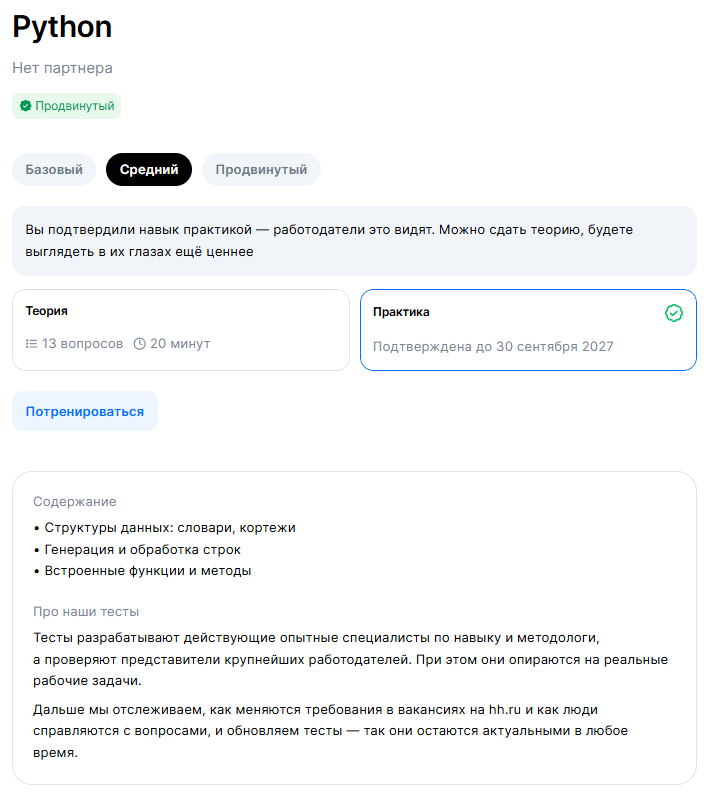 Python
Нет партнера
Продвинутый
Базовый
Средний
Продвинутый
Вы подтвердили навык практикой — работодатели это видят. Можно сдать теорию, будете
выглядеть в их глазах ещё ценнее
Теория
13 вопросов 20 минут
Практика
Подтверждена до 30 сентября 2027
Потренироваться
Содержание
• Структуры данных: словари, кортежи
• Генерация и обработка строк
• Встроенные функции и методы
Про наши тесты
Тесты разрабатывают действующие опытные специалисты по навыку и методологи,
а проверяют представители крупнейших работодателей. При этом они опираются на реальные
рабочие задачи.
Дальше мы отслеживаем, как меняются требования в вакансиях на hh.ru и как люди
справляются с вопросами, и обновляем тесты — так они остаются актуальными в любое
время.